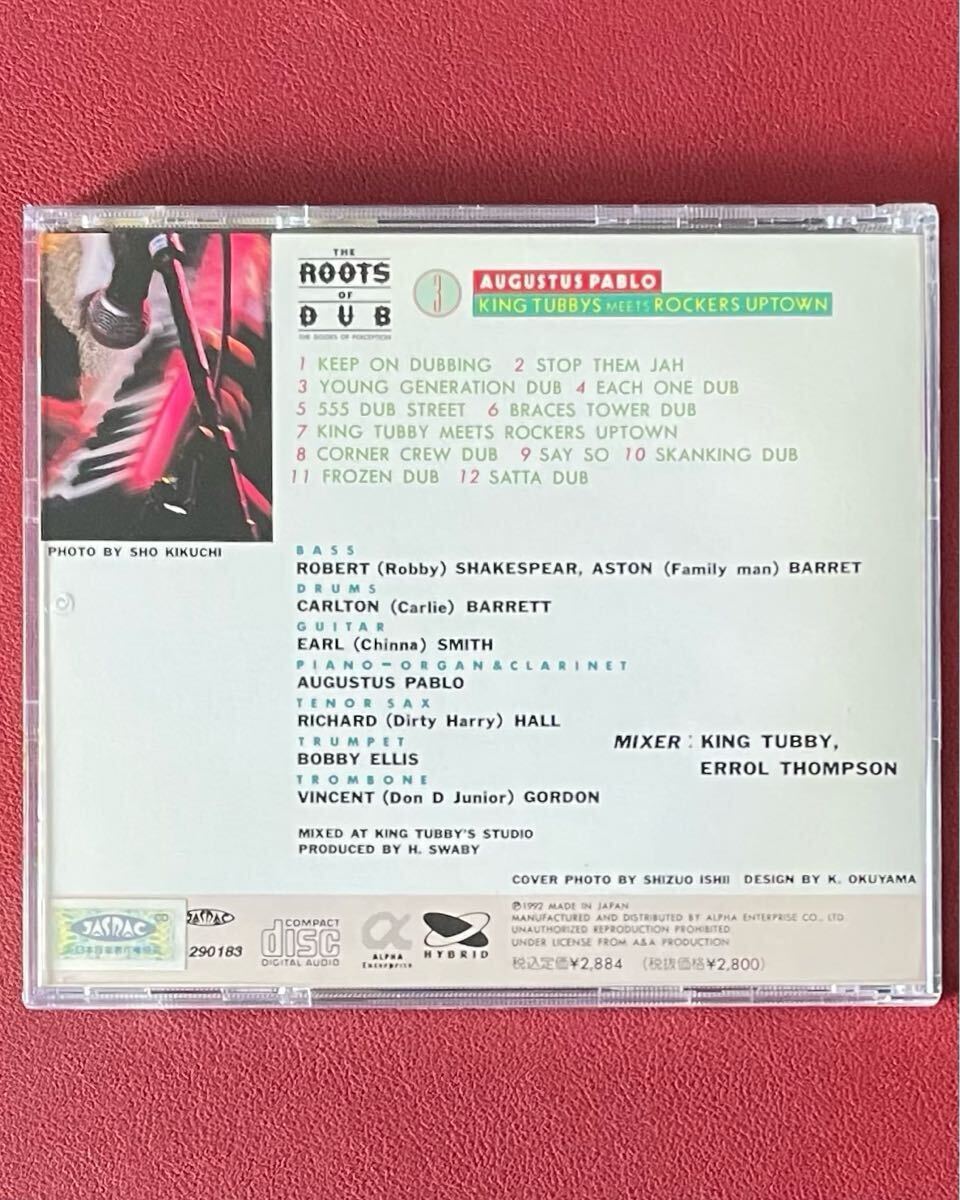 THE
ROOTS
OF
DUB
THE DOORS OF PERCEPTION
3
AUGUSTUS PABLO
KING TUBBYS MEETS ROCKERS UPTOWN
1 KEEP ON DUBBING 2 STOP THEM JAH
3 YOUNG GENERATION DUB 4 EACH ONE DUB
5 555 DUB STREET 6 BRACES TOWER DUB
7 KING TUBBY MEETS ROCKERS UPTOWN
8 CORNER CREW DUB 9 SAY SO 10 SKANKING DUB
11 FROZEN DUB 12 SATTA DUB
PHOTO BY SHO KIKUCHI
BASS
ROBERT (Robby) SHAKESPEAR, ASTON (Family man) BARRET
DRUMS
CARLTON (Carlie) BARRETT
GUITAR
EARL (Chinna) SMITH
PIANO-ORGAN&CLARINET
AUGUSTUS PABLO
TENOR SAX
RICHARD (Dirty Harry) HALL
TRUMPET
BOBBY ELLIS
TROMBONE
VINCENT (Don D Junior) GORDON
MIXER : KING TUBBY,
ERROL THOMPSON
MIXED AT KING TUBBY'S STUDIO
PRODUCED BY H. SWABY
COVER PHOTO BY SHIZUO ISHII DESIGN BY K. OKUYAMA
CD
JASRAC
JASRAC
290183
COMPACT
disc
DIGITAL AUDIO
α
ALPHA
Enterprise
HYBRID
℗1992 MADE IN JAPAN
MANUFACTURED AND DISTRIBUTED BY ALPHA ENTERPRISE CO., LTD
UNAUTHORIZED REPRODUCTION PROHIBITED
UNDER LICENSE FROM A&A PRODUCTION
税込定価¥2,884 (税抜価格¥2,800)